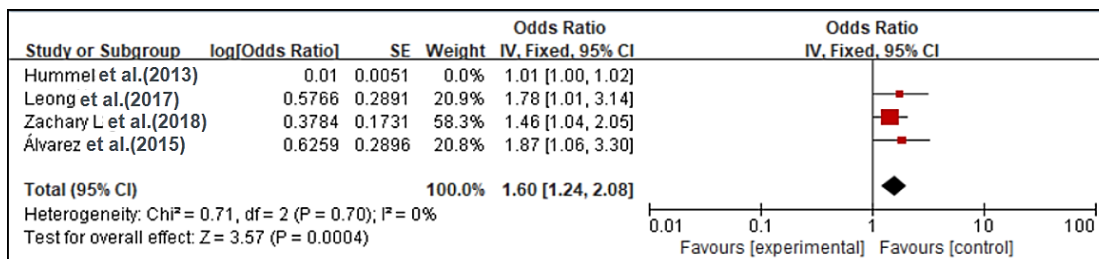 Odds Ratio Odds Ratio
Study or Subgroup log[Odds Ratio] SE Weight IV, Fixed, 95% CI IV, Fixed, 95% CI
Hummel et al.(2013) 0.01 0.0051 0.0% 1.01 [1.00, 1.02]
Leong et al.(2017) 0.5766 0.2891 20.9% 1.78 [1.01, 3.14]
Zachary L et al.(2018) 0.3784 0.1731 58.3% 1.46 [1.04, 2.05]
Álvarez et al.(2015) 0.6259 0.2896 20.8% 1.87 [1.06, 3.30]
Total (95% CI) 100.0% 1.60 [1.24, 2.08]
Heterogeneity: Chi² = 0.71, df = 2 (P = 0.70); I² = 0%
Test for overall effect: Z = 3.57 (P = 0.0004)
0.01 0.1 1 10 100
Favours [experimental] Favours [control]